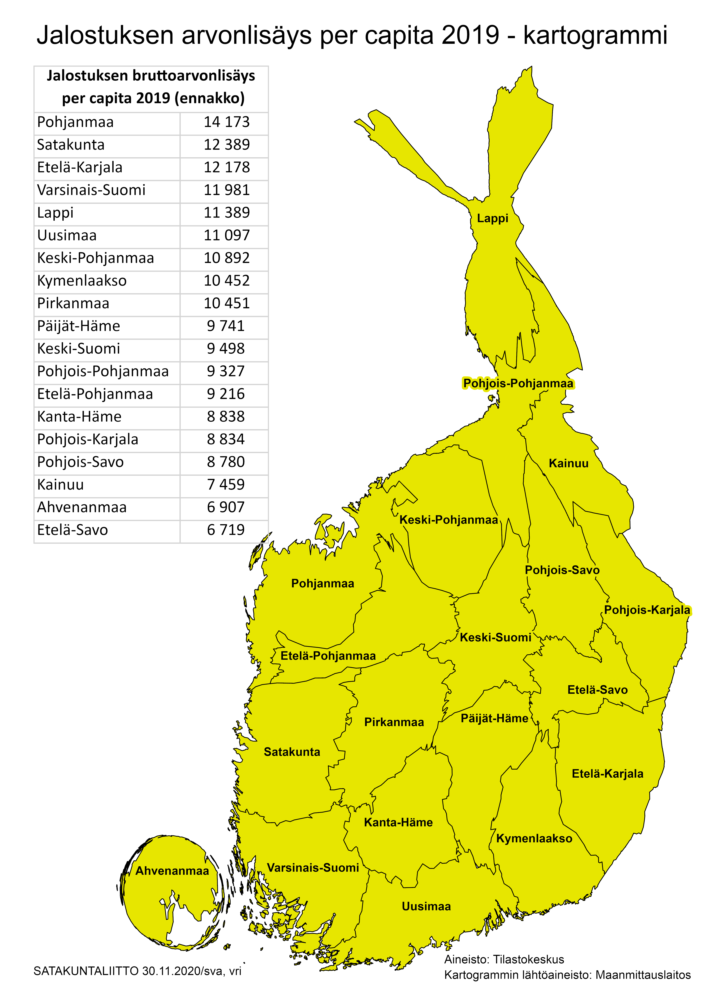 Jalostuksen arvonlisäys per capita 2019 - kartogrammi
Jalostuksen bruttoarvonlisäys
per capita 2019 (ennakko)
Pohjanmaa 14 173
Satakunta 12 389
Etelä-Karjala 12 178
Varsinais-Suomi 11 981
Lappi 11 389
Uusimaa 11 097
Keski-Pohjanmaa 10 892
Kymenlaakso 10 452
Pirkanmaa 10 451
Päijät-Häme 9 741
Keski-Suomi 9 498
Pohjois-Pohjanmaa 9 327
Etelä-Pohjanmaa 9 216
Kanta-Häme 8 838
Pohjois-Karjala 8 834
Pohjois-Savo 8 780
Kainuu 7 459
Ahvenanmaa 6 907
Etelä-Savo 6 719
Lappi
Pohjois-Pohjanmaa
Kainuu
Keski-Pohjanmaa
Pohjois-Savo
Pohjanmaa
Pohjois-Karjala
Keski-Suomi
Etelä-Pohjanmaa
Etelä-Savo
Päijät-Häme
Pirkanmaa
Satakunta
Etelä-Karjala
Kanta-Häme
Kymenlaakso
Varsinais-Suomi
Ahvenanmaa
Uusimaa
Aineisto: Tilastokeskus
SATAKUNTALIITTO 30.11.2020/sva, vri
Kartogrammin lähtöaineisto: Maanmittauslaitos